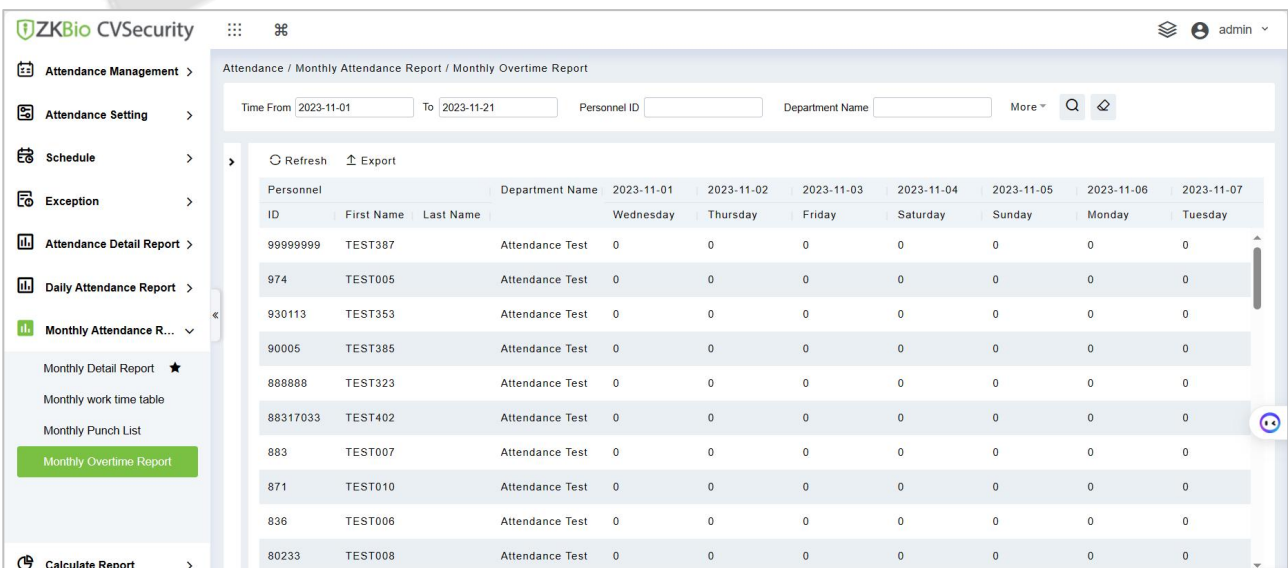 ZKBio CVSecurity
admin
Attendance Management
Attendance Setting
Schedule
Exception
Attendance Detail Report
Daily Attendance Report
Monthly Attendance R...
Monthly Detail Report
Monthly work time table
Monthly Punch List
Monthly Overtime Report
Calculate Report
Attendance / Monthly Attendance Report / Monthly Overtime Report
Time From 2023-11-01 To 2023-11-21 Personnel ID Department Name More
Refresh Export
Personnel Department Name 2023-11-01 2023-11-02 2023-11-03 2023-11-04 2023-11-05 2023-11-06 2023-11-07
ID First Name Last Name Wednesday Thursday Friday Saturday Sunday Monday Tuesday
99999999 TEST387 Attendance Test 0 0 0 0 0 0 0
974 TEST005 Attendance Test 0 0 0 0 0 0 0
930113 TEST353 Attendance Test 0 0 0 0 0 0 0
90005 TEST385 Attendance Test 0 0 0 0 0 0 0
888888 TEST323 Attendance Test 0 0 0 0 0 0 0
88317033 TEST402 Attendance Test 0 0 0 0 0 0 0
883 TEST007 Attendance Test 0 0 0 0 0 0 0
871 TEST010 Attendance Test 0 0 0 0 0 0 0
836 TEST006 Attendance Test 0 0 0 0 0 0 0
80233 TEST008 Attendance Test 0 0 0 0 0 0 0